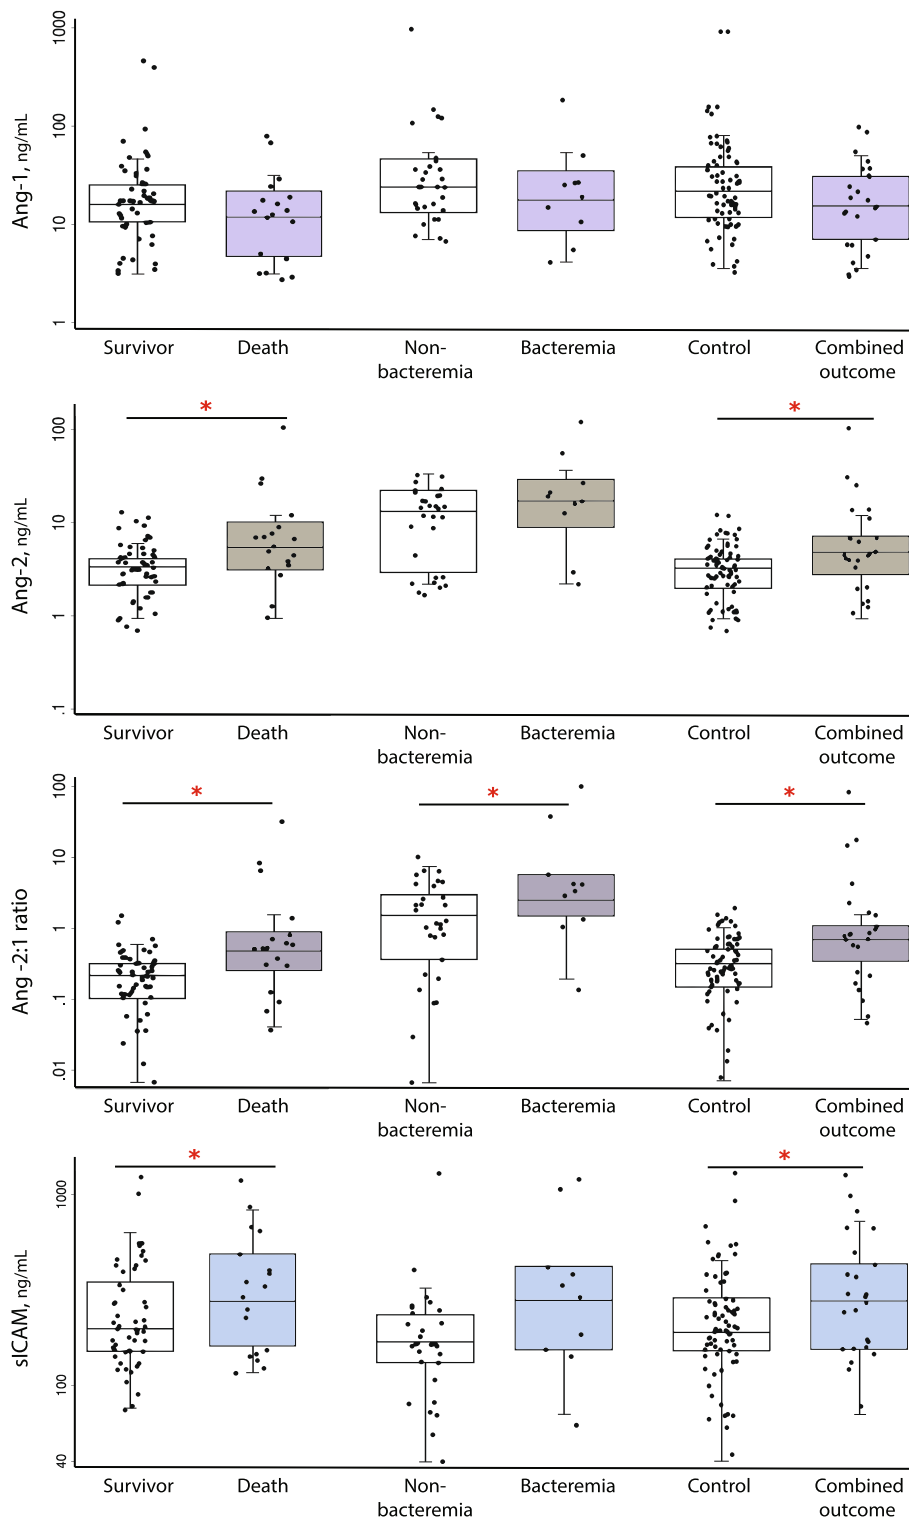 1000
100
10
1
Ang-1, ng/mL
Survivor Death Non- Bacteremia Control Combined
bacteremia outcome
* *
100
10
1
.1
Ang-2, ng/mL
Survivor Death Non- Bacteremia Control Combined
bacteremia outcome
* * *
100
10
1
.1
.01
Ang -2:1 ratio
Survivor Death Non- Bacteremia Control Combined
bacteremia outcome
* *
1000
100
40
sICAM, ng/mL
Survivor Death Non- Bacteremia Control Combined
bacteremia outcome